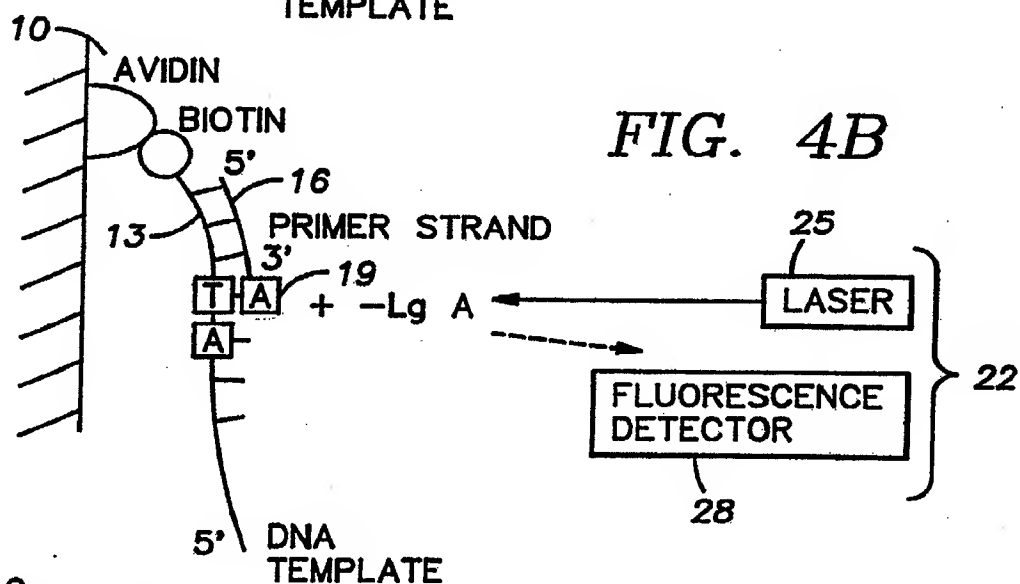 TEMPLATE
10
AVIDIN
BIOTIN
FIG. 4B
5'
16
13
PRIMER STRAND
3'
19
25
T A + -Lg A
LASER
A
22
FLUORESCENCE
DETECTOR
28
5'
DNA
TEMPLATE